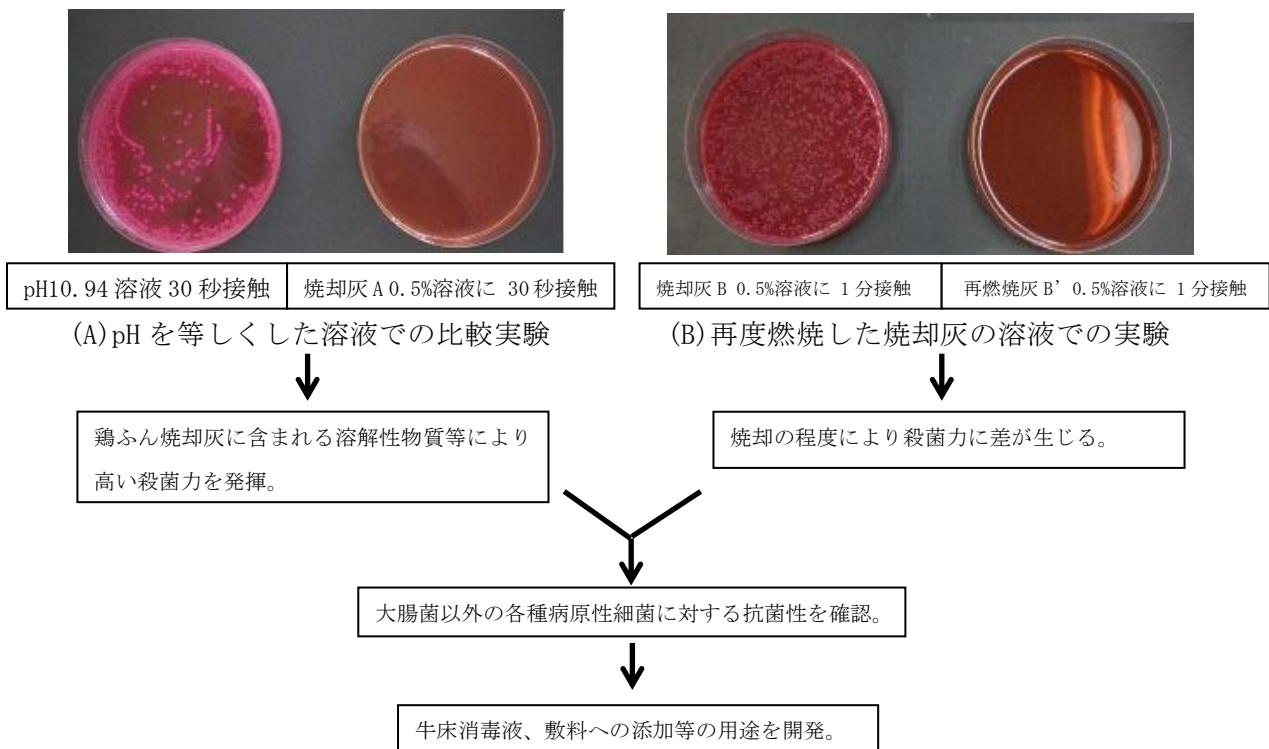 pH10.94 溶液 30 秒接触
焼却灰 A 0.5%溶液に 30 秒接触
(A)pH を等しくした溶液での比較実験
焼却灰 B 0.5%溶液に 1 分接触
再燃焼灰 B’ 0.5%溶液に 1 分接触
(B)再度燃焼した焼却灰の溶液での実験
鶏ふん焼却灰に含まれる溶解性物質等により
高い殺菌力を発揮。
焼却の程度により殺菌力に差が生じる。
大腸菌以外の各種病原性細菌に対する抗菌性を確認。
牛床消毒液、敷料への添加等の用途を開発。